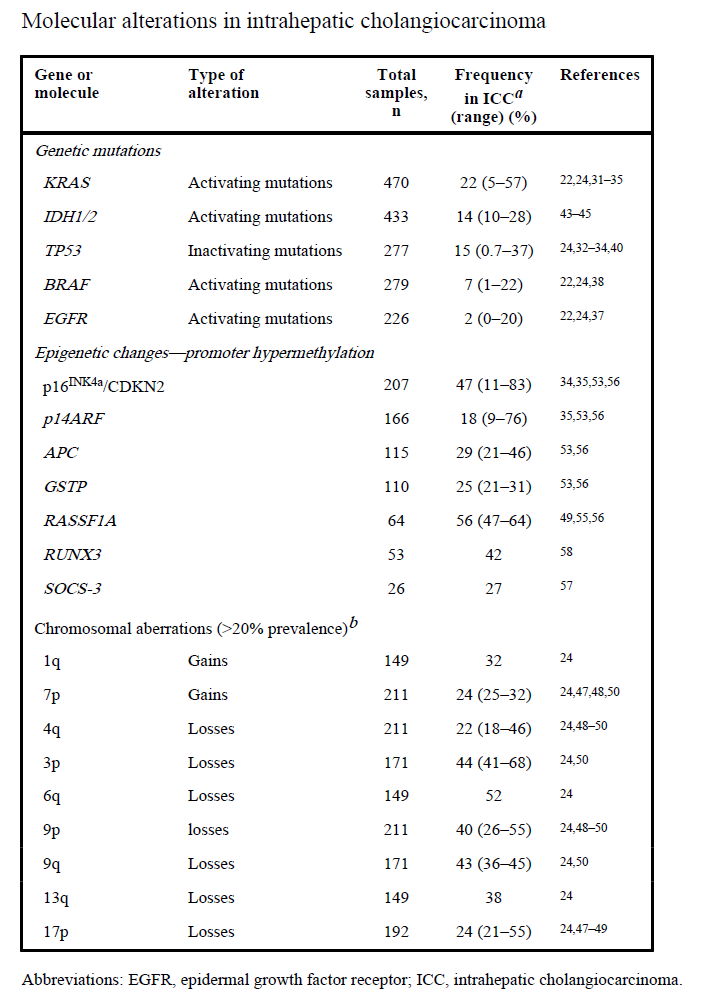 Molecular alterations in intrahepatic cholangiocarcinoma
Gene or molecule Type of alteration Total samples, n Frequency in ICCa (range) (%) References
Genetic mutations
KRAS Activating mutations 470 22 (5–57) 22,24,31–35
IDH1/2 Activating mutations 433 14 (10–28) 43–45
TP53 Inactivating mutations 277 15 (0.7–37) 24,32–34,40
BRAF Activating mutations 279 7 (1–22) 22,24,38
EGFR Activating mutations 226 2 (0–20) 22,24,37
Epigenetic changes—promoter hypermethylation
p16INK4a/CDKN2 207 47 (11–83) 34,35,53,56
p14ARF 166 18 (9–76) 35,53,56
APC 115 29 (21–46) 53,56
GSTP 110 25 (21–31) 53,56
RASSF1A 64 56 (47–64) 49,55,56
RUNX3 53 42 58
SOCS-3 26 27 57
Chromosomal aberrations (>20% prevalence)b
1q Gains 149 32 24
7p Gains 211 24 (25–32) 24,47,48,50
4q Losses 211 22 (18–46) 24,48–50
3p Losses 171 44 (41–68) 24,50
6q Losses 149 52 24
9p losses 211 40 (26–55) 24,48–50
9q Losses 171 43 (36–45) 24,50
13q Losses 149 38 24
17p Losses 192 24 (21–55) 24,47–49
Abbreviations: EGFR, epidermal growth factor receptor; ICC, intrahepatic cholangiocarcinoma.